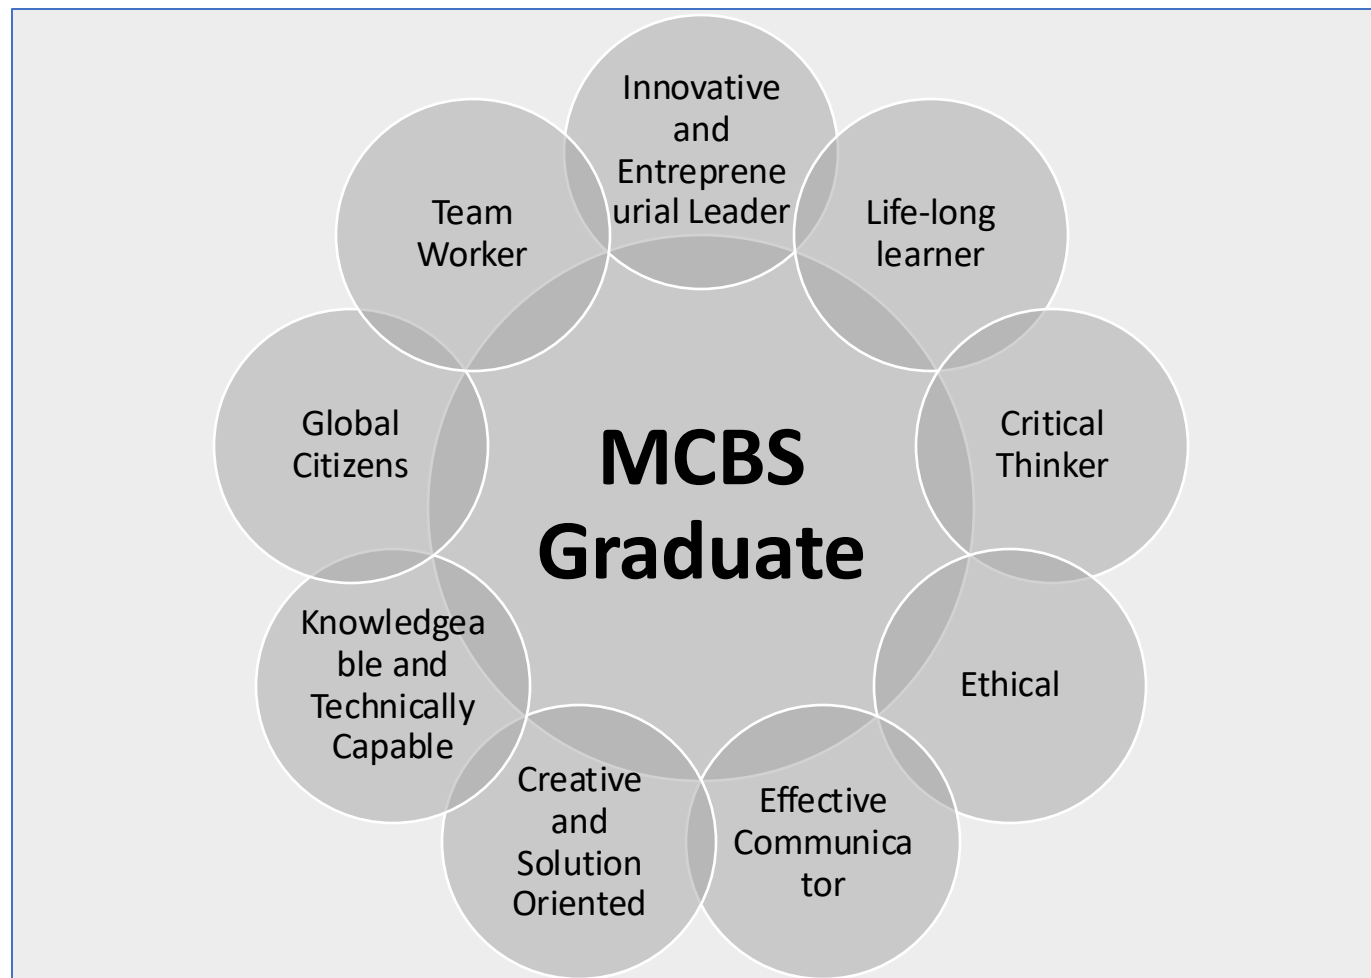 Innovative
and
Entreprene
urial Leader
Life-long
learner
Critical
Thinker
Ethical
Effective
Communica
tor
Creative
and
Solution
Oriented
Knowledgea
ble and
Technically
Capable
Global
Citizens
Team
Worker
MCBS
Graduate